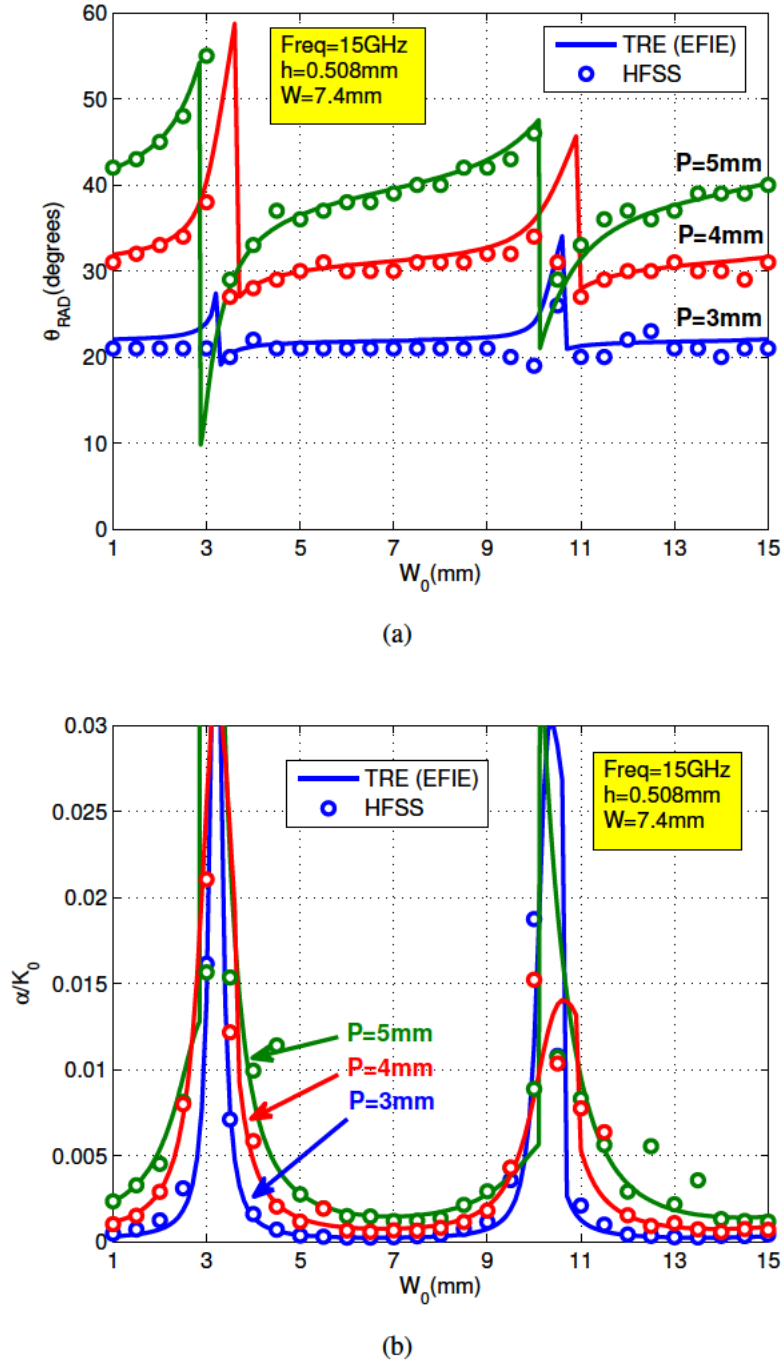 60
50
40
30
20
10
0
θRAD(degrees)
Freq=15GHz
h=0.508mm
W=7.4mm
TRE (EFIE)
HFSS
P=5mm
P=4mm
P=3mm
1 3 5 7 9 11 13 15
W0(mm)
(a)
0.03
0.025
0.02
0.015
0.01
0.005
0
α/K0
TRE (EFIE)
HFSS
Freq=15GHz
h=0.508mm
W=7.4mm
P=5mm
P=4mm
P=3mm
1 3 5 7 9 11 13 15
W0(mm)
(b)